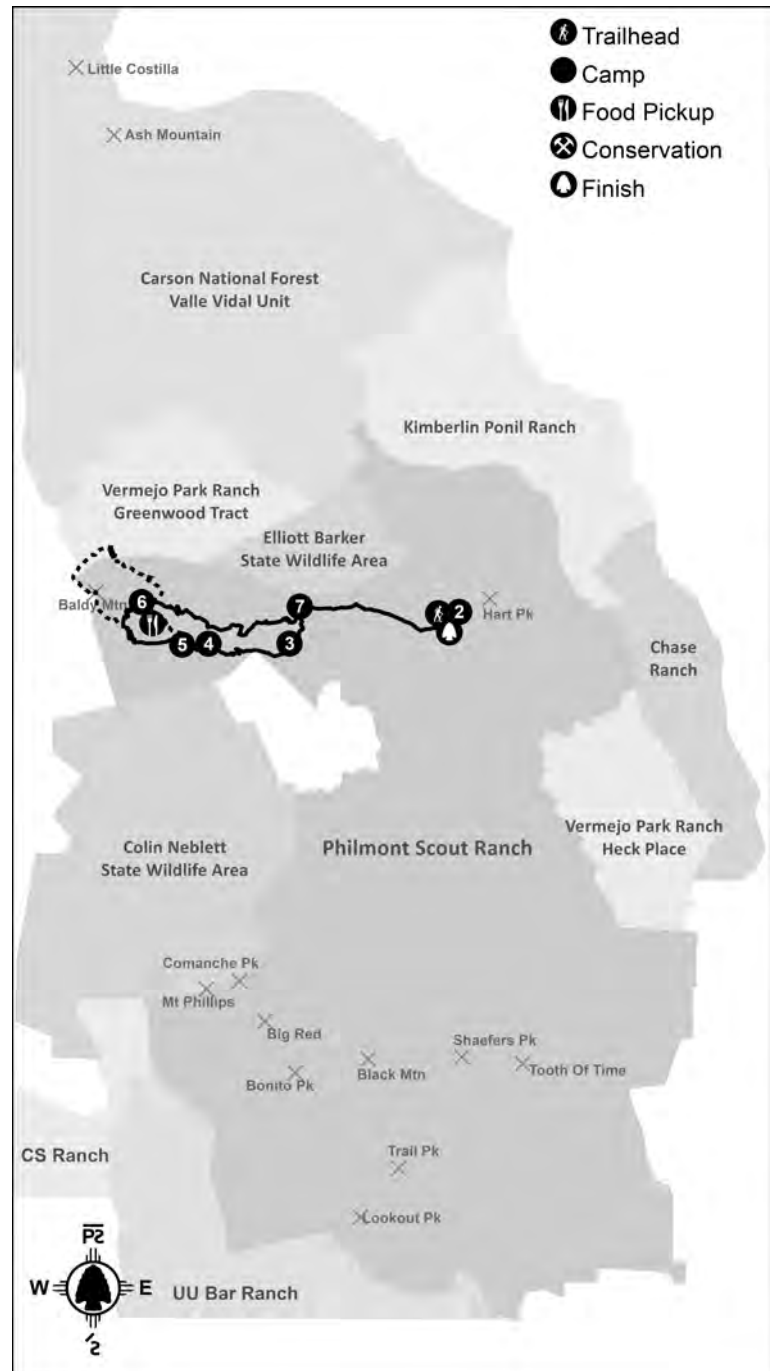 Trailhead
Camp
Food Pickup
Conservation
Finish
Little Costilla
Ash Mountain
Carson National Forest
Valle Vidal Unit
Kimberlin Ponil Ranch
Vermejo Park Ranch
Greenwood Tract
Elliott Barker
State Wildlife Area
Baldy Mtn
6
7
2
Hart Pk
5
4
3
Chase
Ranch
Colin Neblett
State Wildlife Area
Philmont Scout Ranch
Vermejo Park Ranch
Heck Place
Comanche Pk
Mt Phillips
Big Red
Bonito Pk
Black Mtn
Shaefers Pk
Tooth Of Time
Trail Pk
Lookout Pk
CS Ranch
W
E
UU Bar Ranch